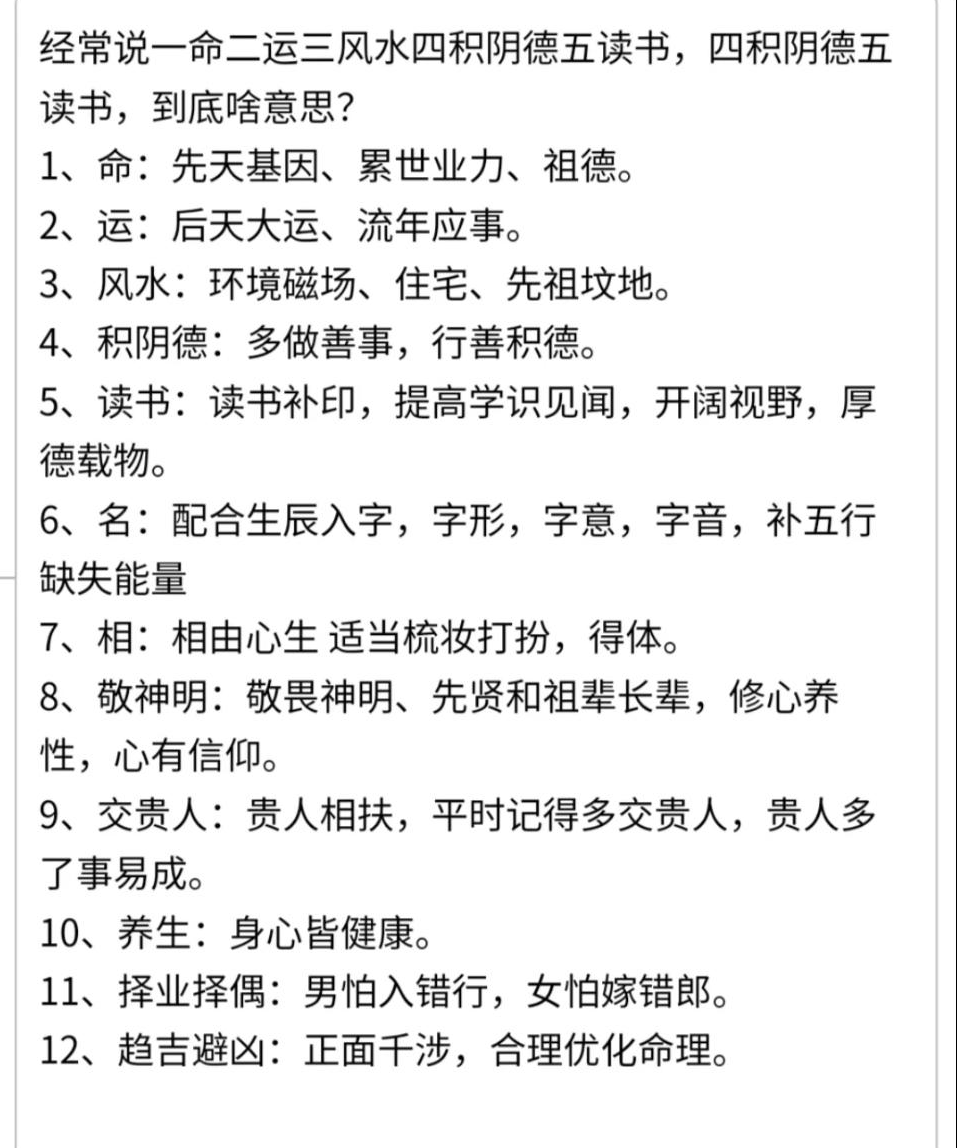 经常说一命二运三风水四积阴德五读书，四积阴德五
读书，到底啥意思？
1、命：先天基因、累世业力、祖德。
2、运：后天大运、流年应事。
3、风水：环境磁场、住宅、先祖坟地。
4、积阴德：多做善事，行善积德。
5、读书：读书补印，提高学识见闻，开阔视野，厚
德载物。
6、名：配合生辰入字，字形，字意，字音，补五行
缺失能量
7、相：相由心生 适当梳妆打扮，得体。
8、敬神明：敬畏神明、先贤和祖辈长辈，修心养
性，心有信仰。
9、交贵人：贵人相扶，平时记得多交贵人，贵人多
了事易成。
10、养生：身心皆健康。
11、择业择偶：男怕入错行，女怕嫁错郎。
12、趋吉避凶：正面千涉，合理优化命理。